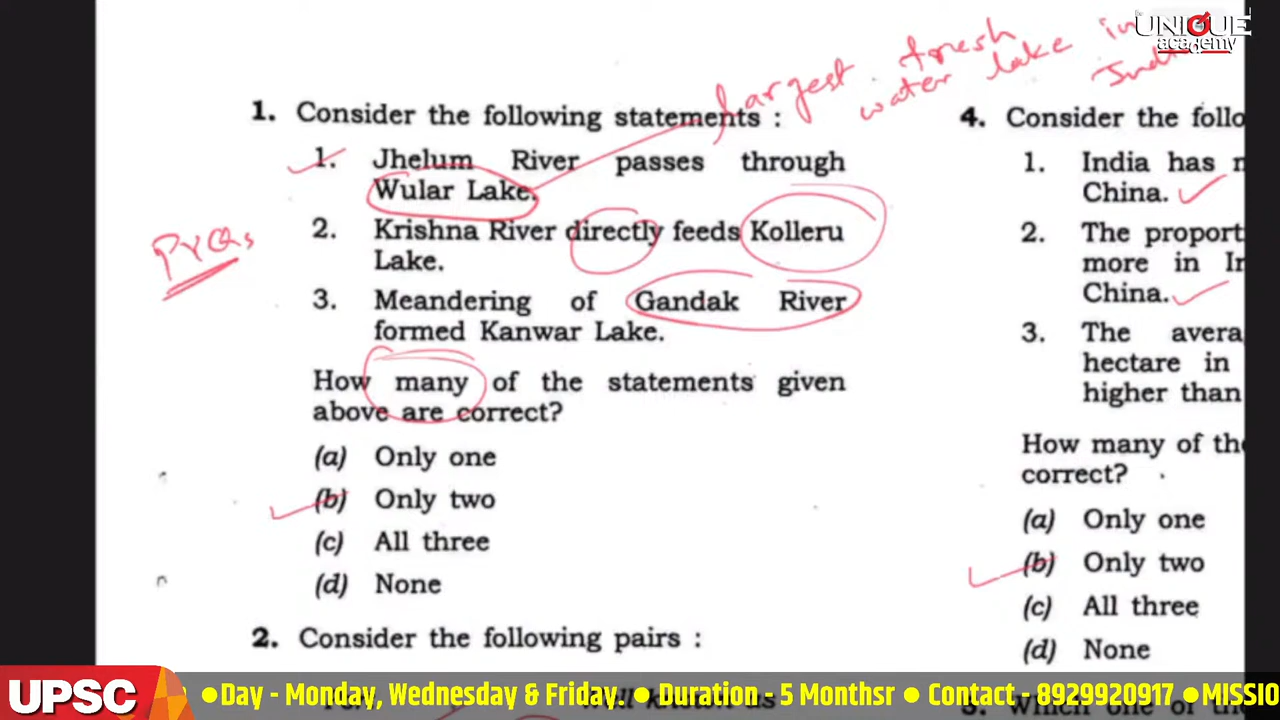 UNIQUE
academy
largest fresh
water lake in
India
1. Consider the following statements :
1. Jhelum River passes through
Wular Lake.
2. Krishna River directly feeds Kolleru
Lake.
3. Meandering of Gandak River
formed Kanwar Lake.
How many of the statements given
above are correct?
(a) Only one
(b) Only two
(c) All three
(d) None
2. Consider the following pairs :
PYQs
4. Consider the follo
1. India has
China.
2. The proport
more in
China.
3. The avera
hectare in
higher than
How many of the
correct?
(a) Only one
(b) Only two
(c) All three
(d) None
UPSC
●Day - Monday, Wednesday & Friday. ● Duration - 5 Monthsr ● Contact - 8929920917 ●MISSIO